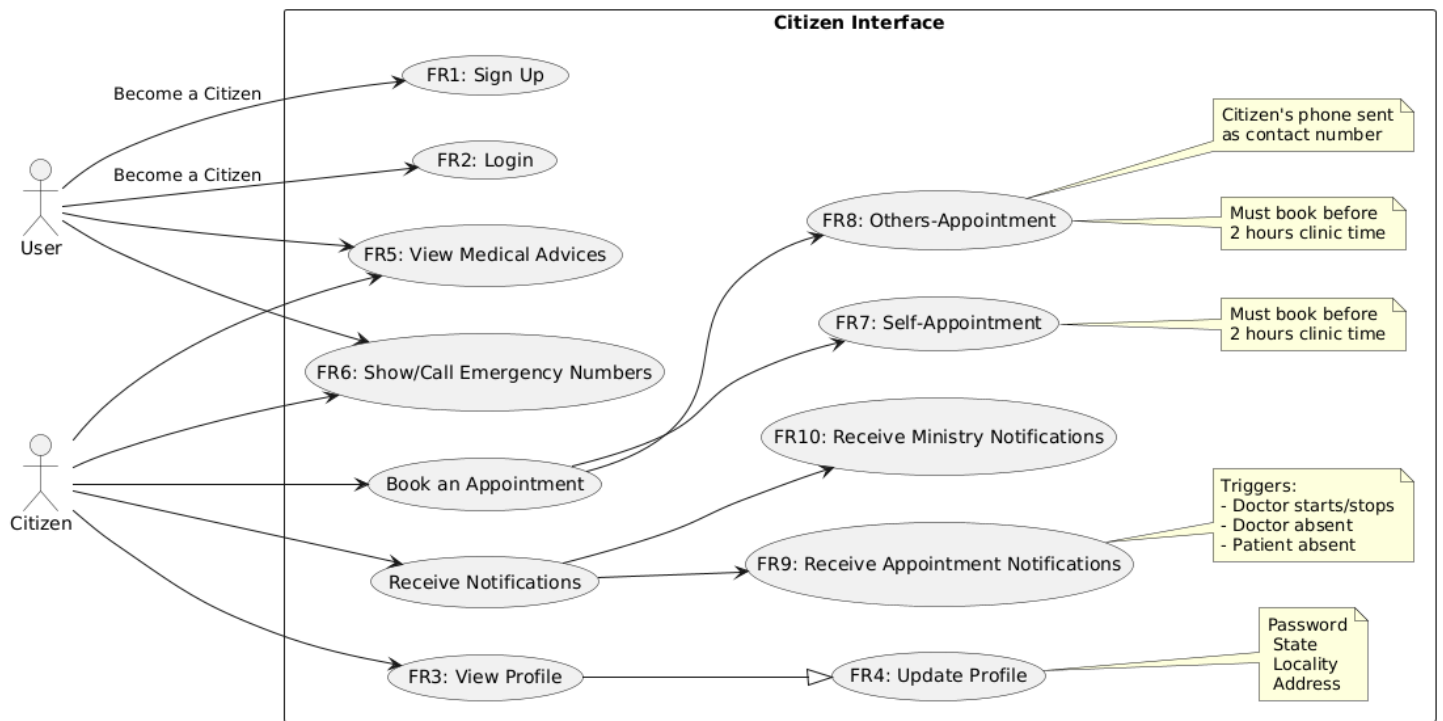 Citizen Interface
FR1: Sign Up
Become a Citizen
Citizen's phone sent
as contact number
FR2: Login
Become a Citizen
User
FR8: Others-Appointment
Must book before
2 hours clinic time
FR5: View Medical Advices
FR7: Self-Appointment
Must book before
2 hours clinic time
FR6: Show/Call Emergency Numbers
FR10: Receive Ministry Notifications
Citizen
Book an Appointment
Triggers:
- Doctor starts/stops
- Doctor absent
- Patient absent
Receive Notifications
FR9: Receive Appointment Notifications
FR3: View Profile
FR4: Update Profile
Password
State
Locality
Address